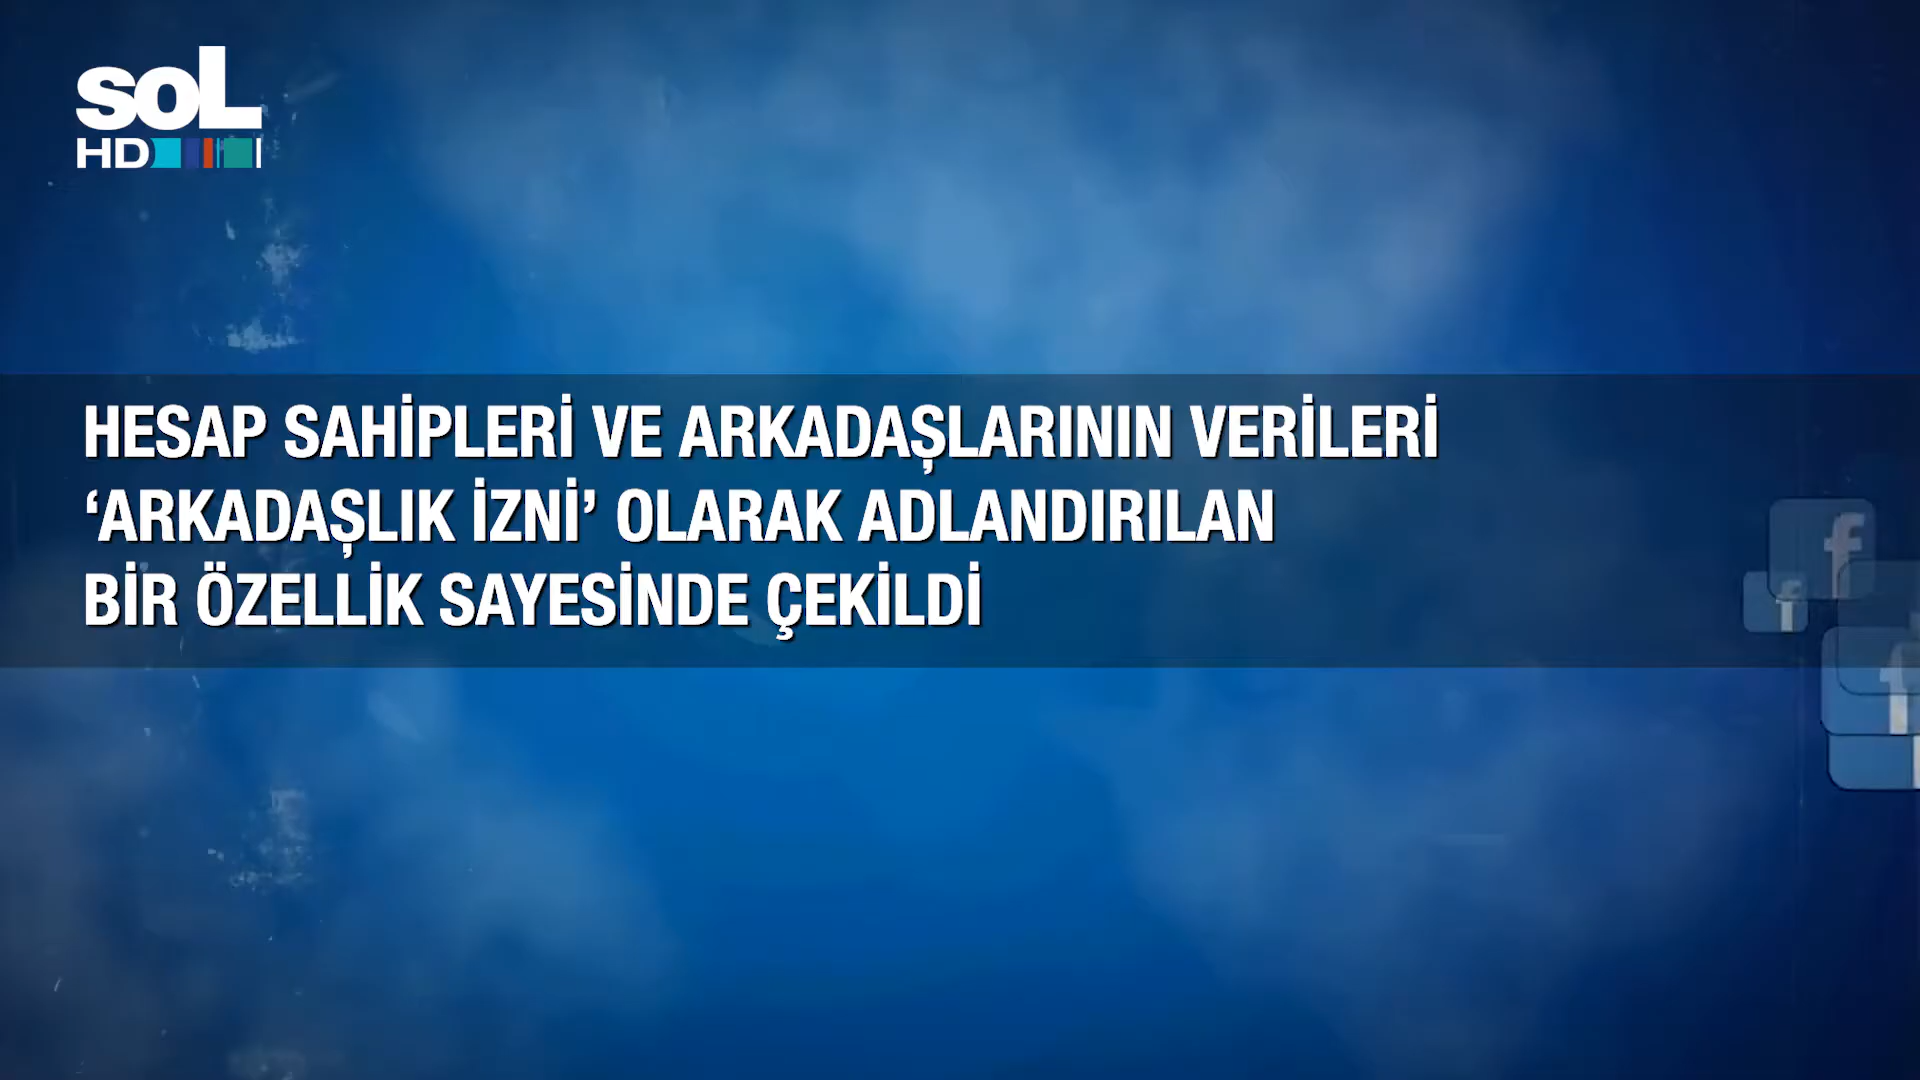 soL
HD
HESAP SAHİPLERİ VE ARKADAŞLARININ VERİLERİ
‘ARKADAŞLIK İZNİ’ OLARAK ADLANDIRILAN
BİR ÖZELLİK SAYESİNDE ÇEKİLDİ
f
f
f